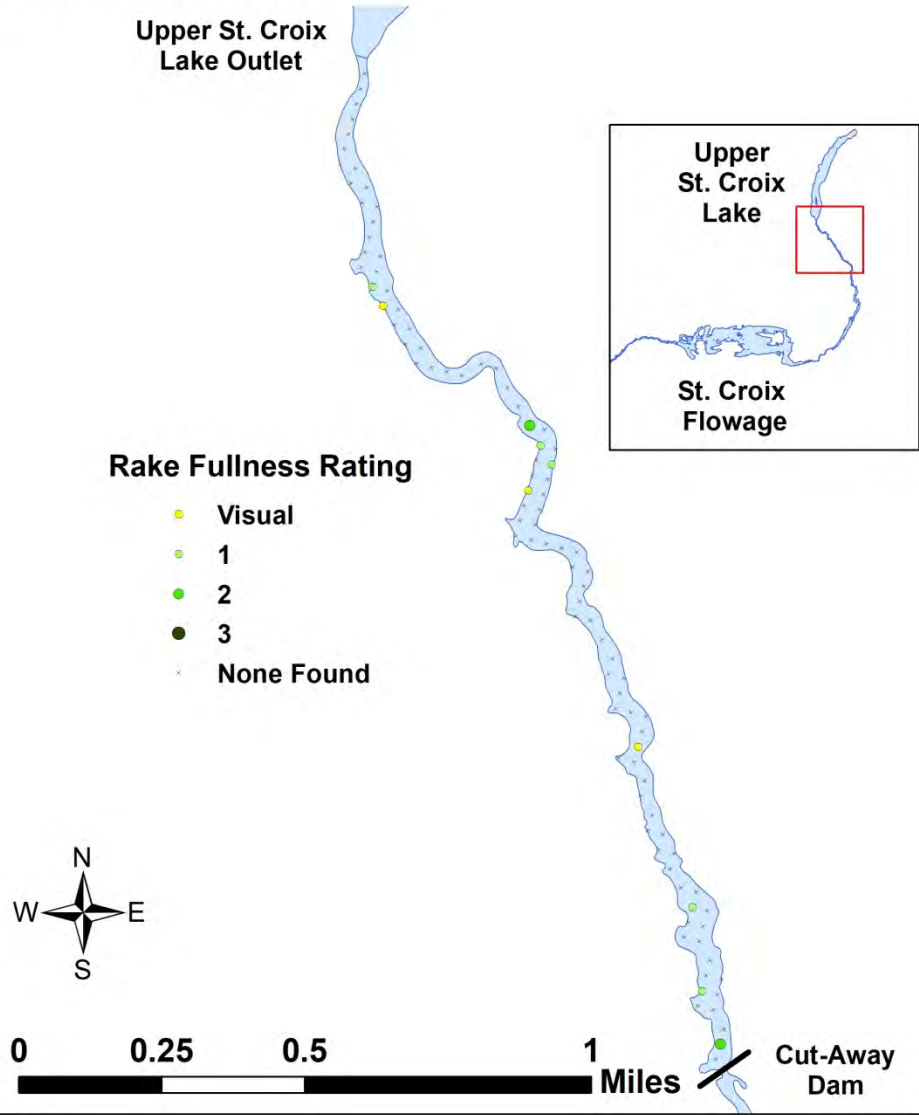 Upper St. Croix
Lake Outlet
Upper
St. Croix
Lake
St. Croix
Flowage
Rake Fullness Rating
Visual
1
2
3
None Found
N
W E
S
0 0.25 0.5 1
Miles
Cut-Away
Dam